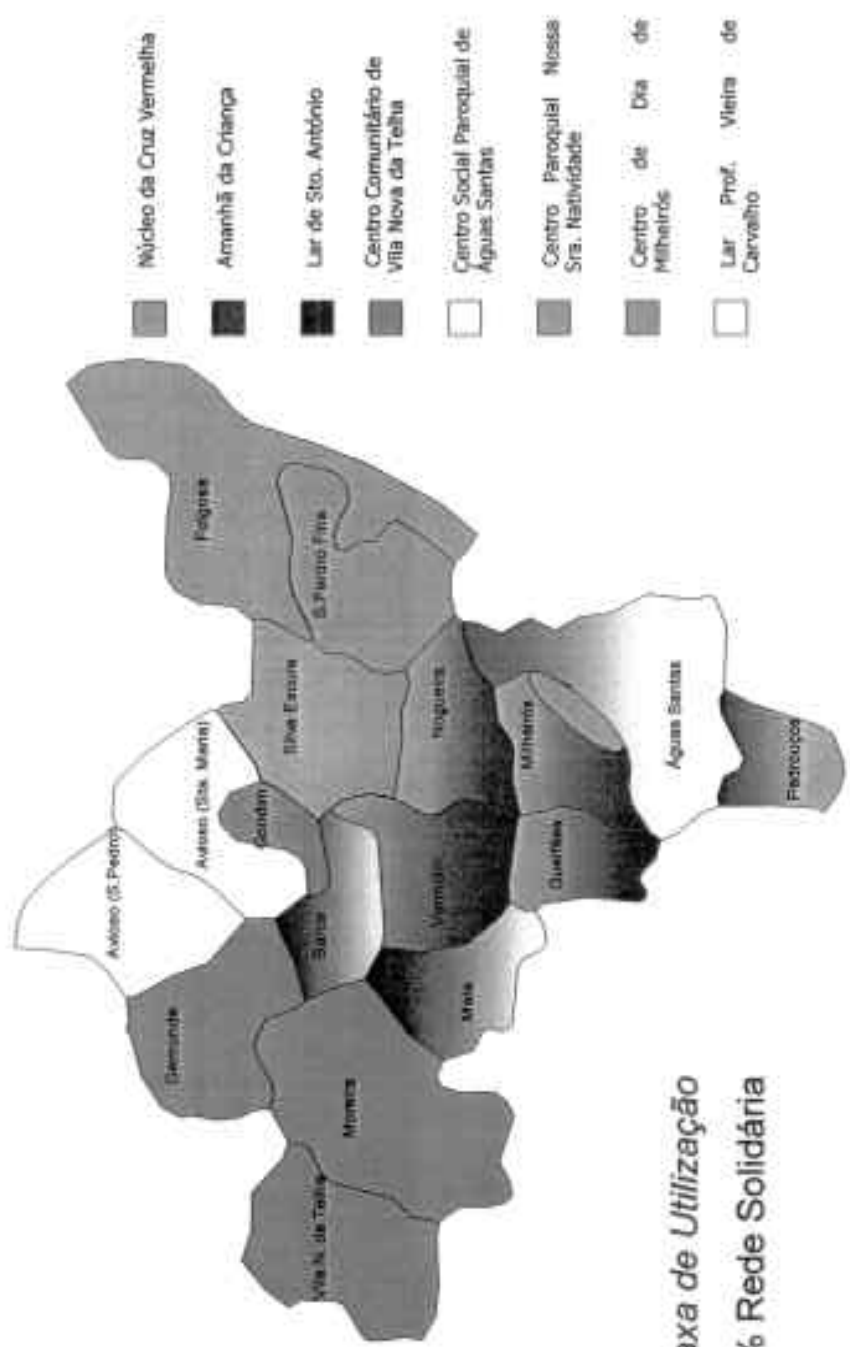 Núcleo da Cruz Vermelha
Amanhã da Criança
Lar de Sto. António
Centro Comunitário de
Vila Nova da Telha
Centro Social Paroquial de
Águas Santas
Centro Paroquial Nossa
Sra. Natividade
Centro de Dia de
Milheirós
Lar Prof. Vieira de
Carvalho
Folgosa
S.Pedro Fins
Silva Escura
Nogueira
Avioso (Sta. Maria)
Avioso (S.Pedro)
Gondim
Milheirós
Águas Santas
Pedrouços
Gueifães
Vermoim
Barca
Maia
Gemunde
Moreira
Vila N. da Telha
axa de Utilização
% Rede Solidária